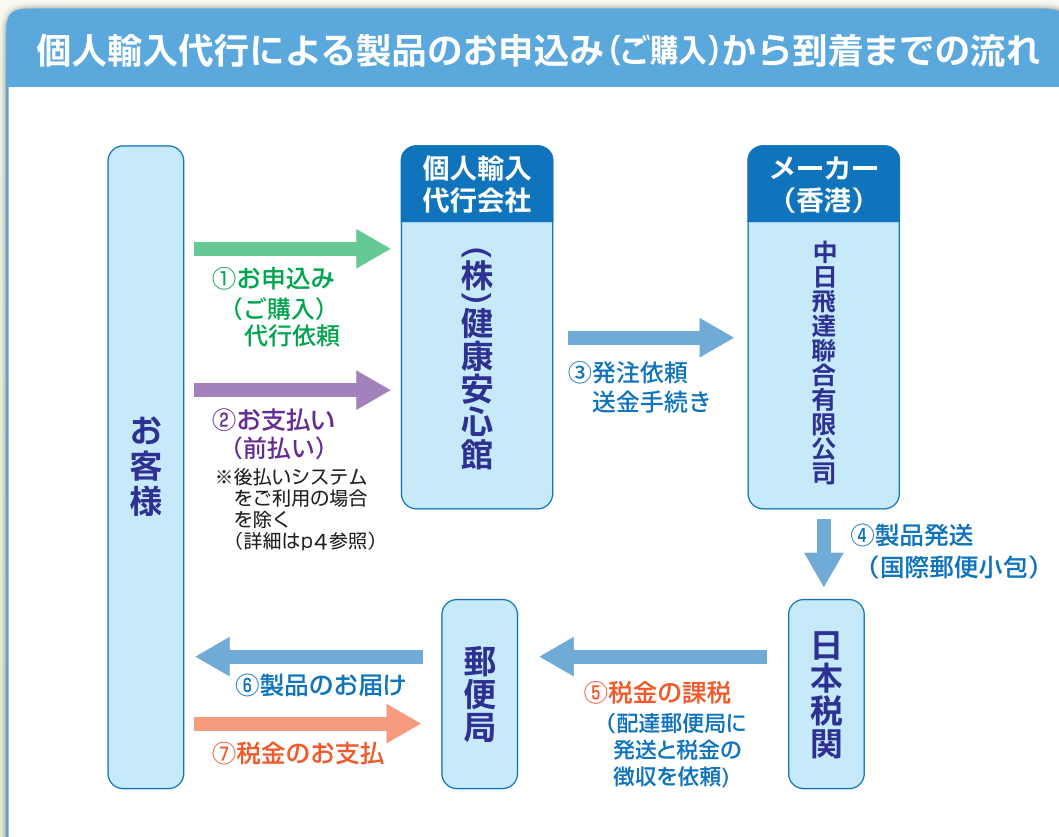 個人輸入代行による製品のお申込み(ご購入)から到着までの流れ
お客様
①お申込み
(ご購入)
代行依頼
②お支払い
(前払い)
※後払いシステム
をご利用の場合
を除く
(詳細はp4参照)
個人輸入
代行会社
(株)健康安心館
③発注依頼
送金手続き
メーカー
(香港)
中日飛達聯合有限公司
④製品発送
(国際郵便小包)
日本税関
⑤税金の課税
(配達郵便局に
発送と税金の
徴収を依頼)
郵便局
⑥製品のお届け
⑦税金のお支払